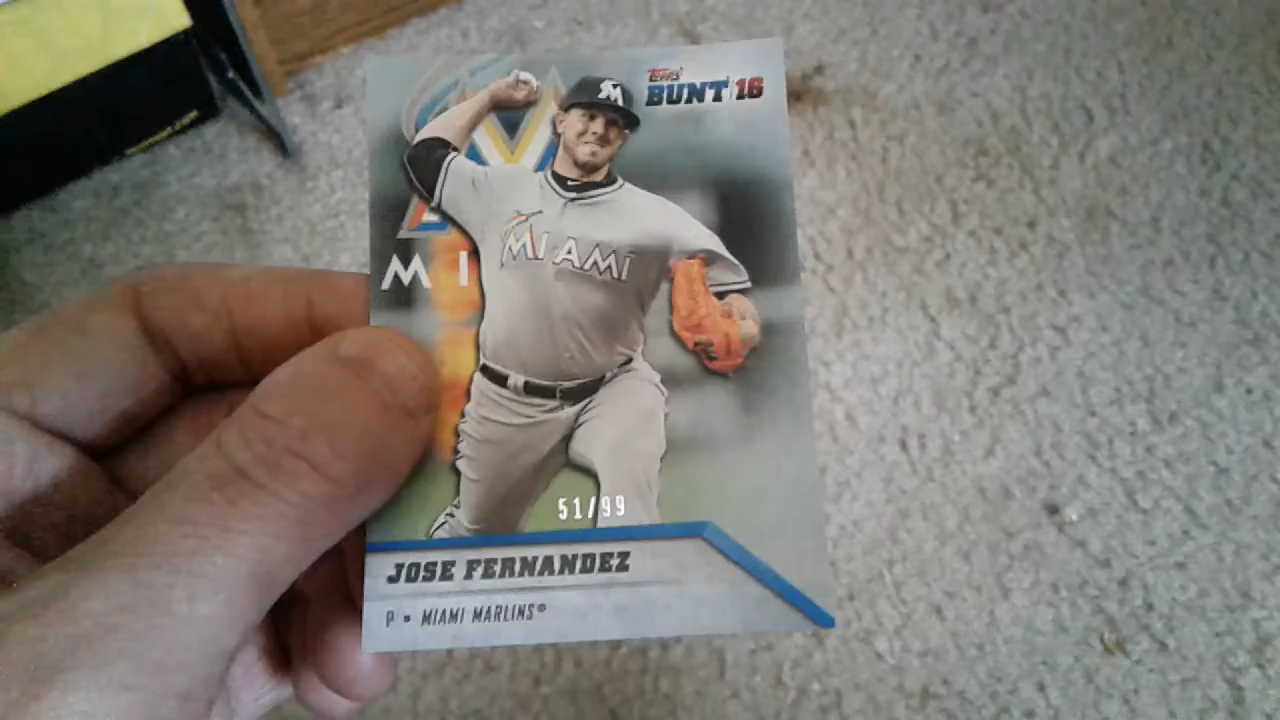 Topps
BUNT 16
M
MIAMI
M I
51/99
JOSE FERNANDEZ
P • MIAMI MARLINS®